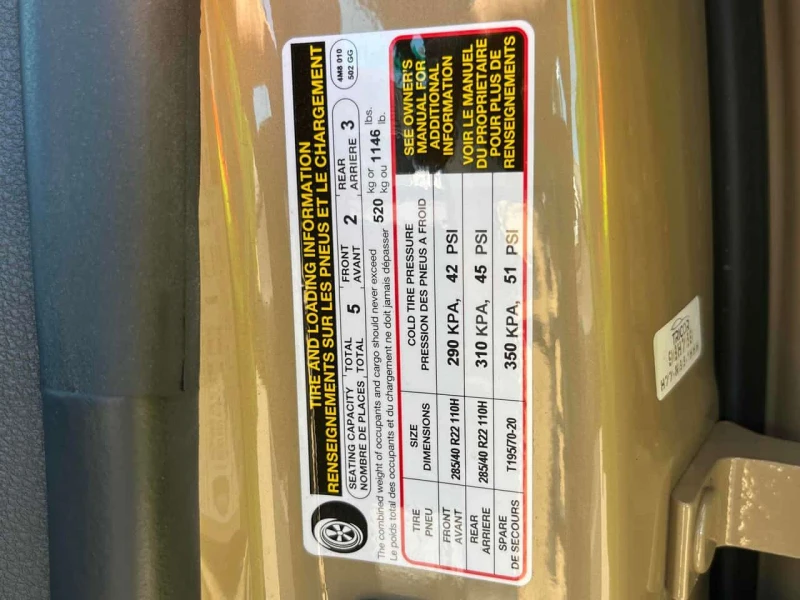 TIRE AND LOADING INFORMATION
RENSEIGNEMENTS SUR LES PNEUS ET LE CHARGEMENT
4M8 010
502 GG
SEATING CAPACITY TOTAL 5 FRONT 2 REAR 3
NOMBRE DE PLACES, TOTAL AVANT ARRIERE
The combined weight of occupants and cargo should never exceed 520 kg or 1146 lbs.
Le poids total des occupants et du chargement ne doit jamais dépasser kg ou lb.
TIRE SIZE COLD TIRE PRESSURE
PNEU DIMENSIONS PRESSION DES PNEUS A FROID
FRONT
AVANT 285/40 R22 110H 290 KPA, 42 PSI
REAR
ARRIERE 285/40 R22 110H 310 KPA, 45 PSI
SPARE
DE SECOURS T195/70-20 350 KPA, 51 PSI
SEE OWNER'S
MANUAL FOR
ADDITIONAL
INFORMATION
VOIR LE MANUEL
DU PROPRIETAIRE
POUR PLUS DE
RENSEIGNEMENTS